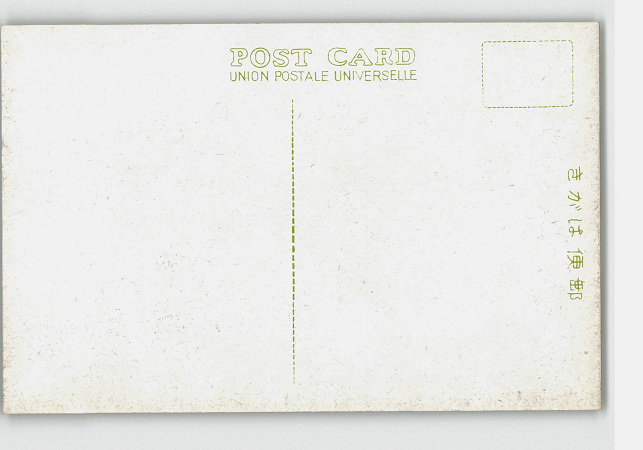 POST CARD
UNION POSTALE UNIVERSELLE
きがは便郵